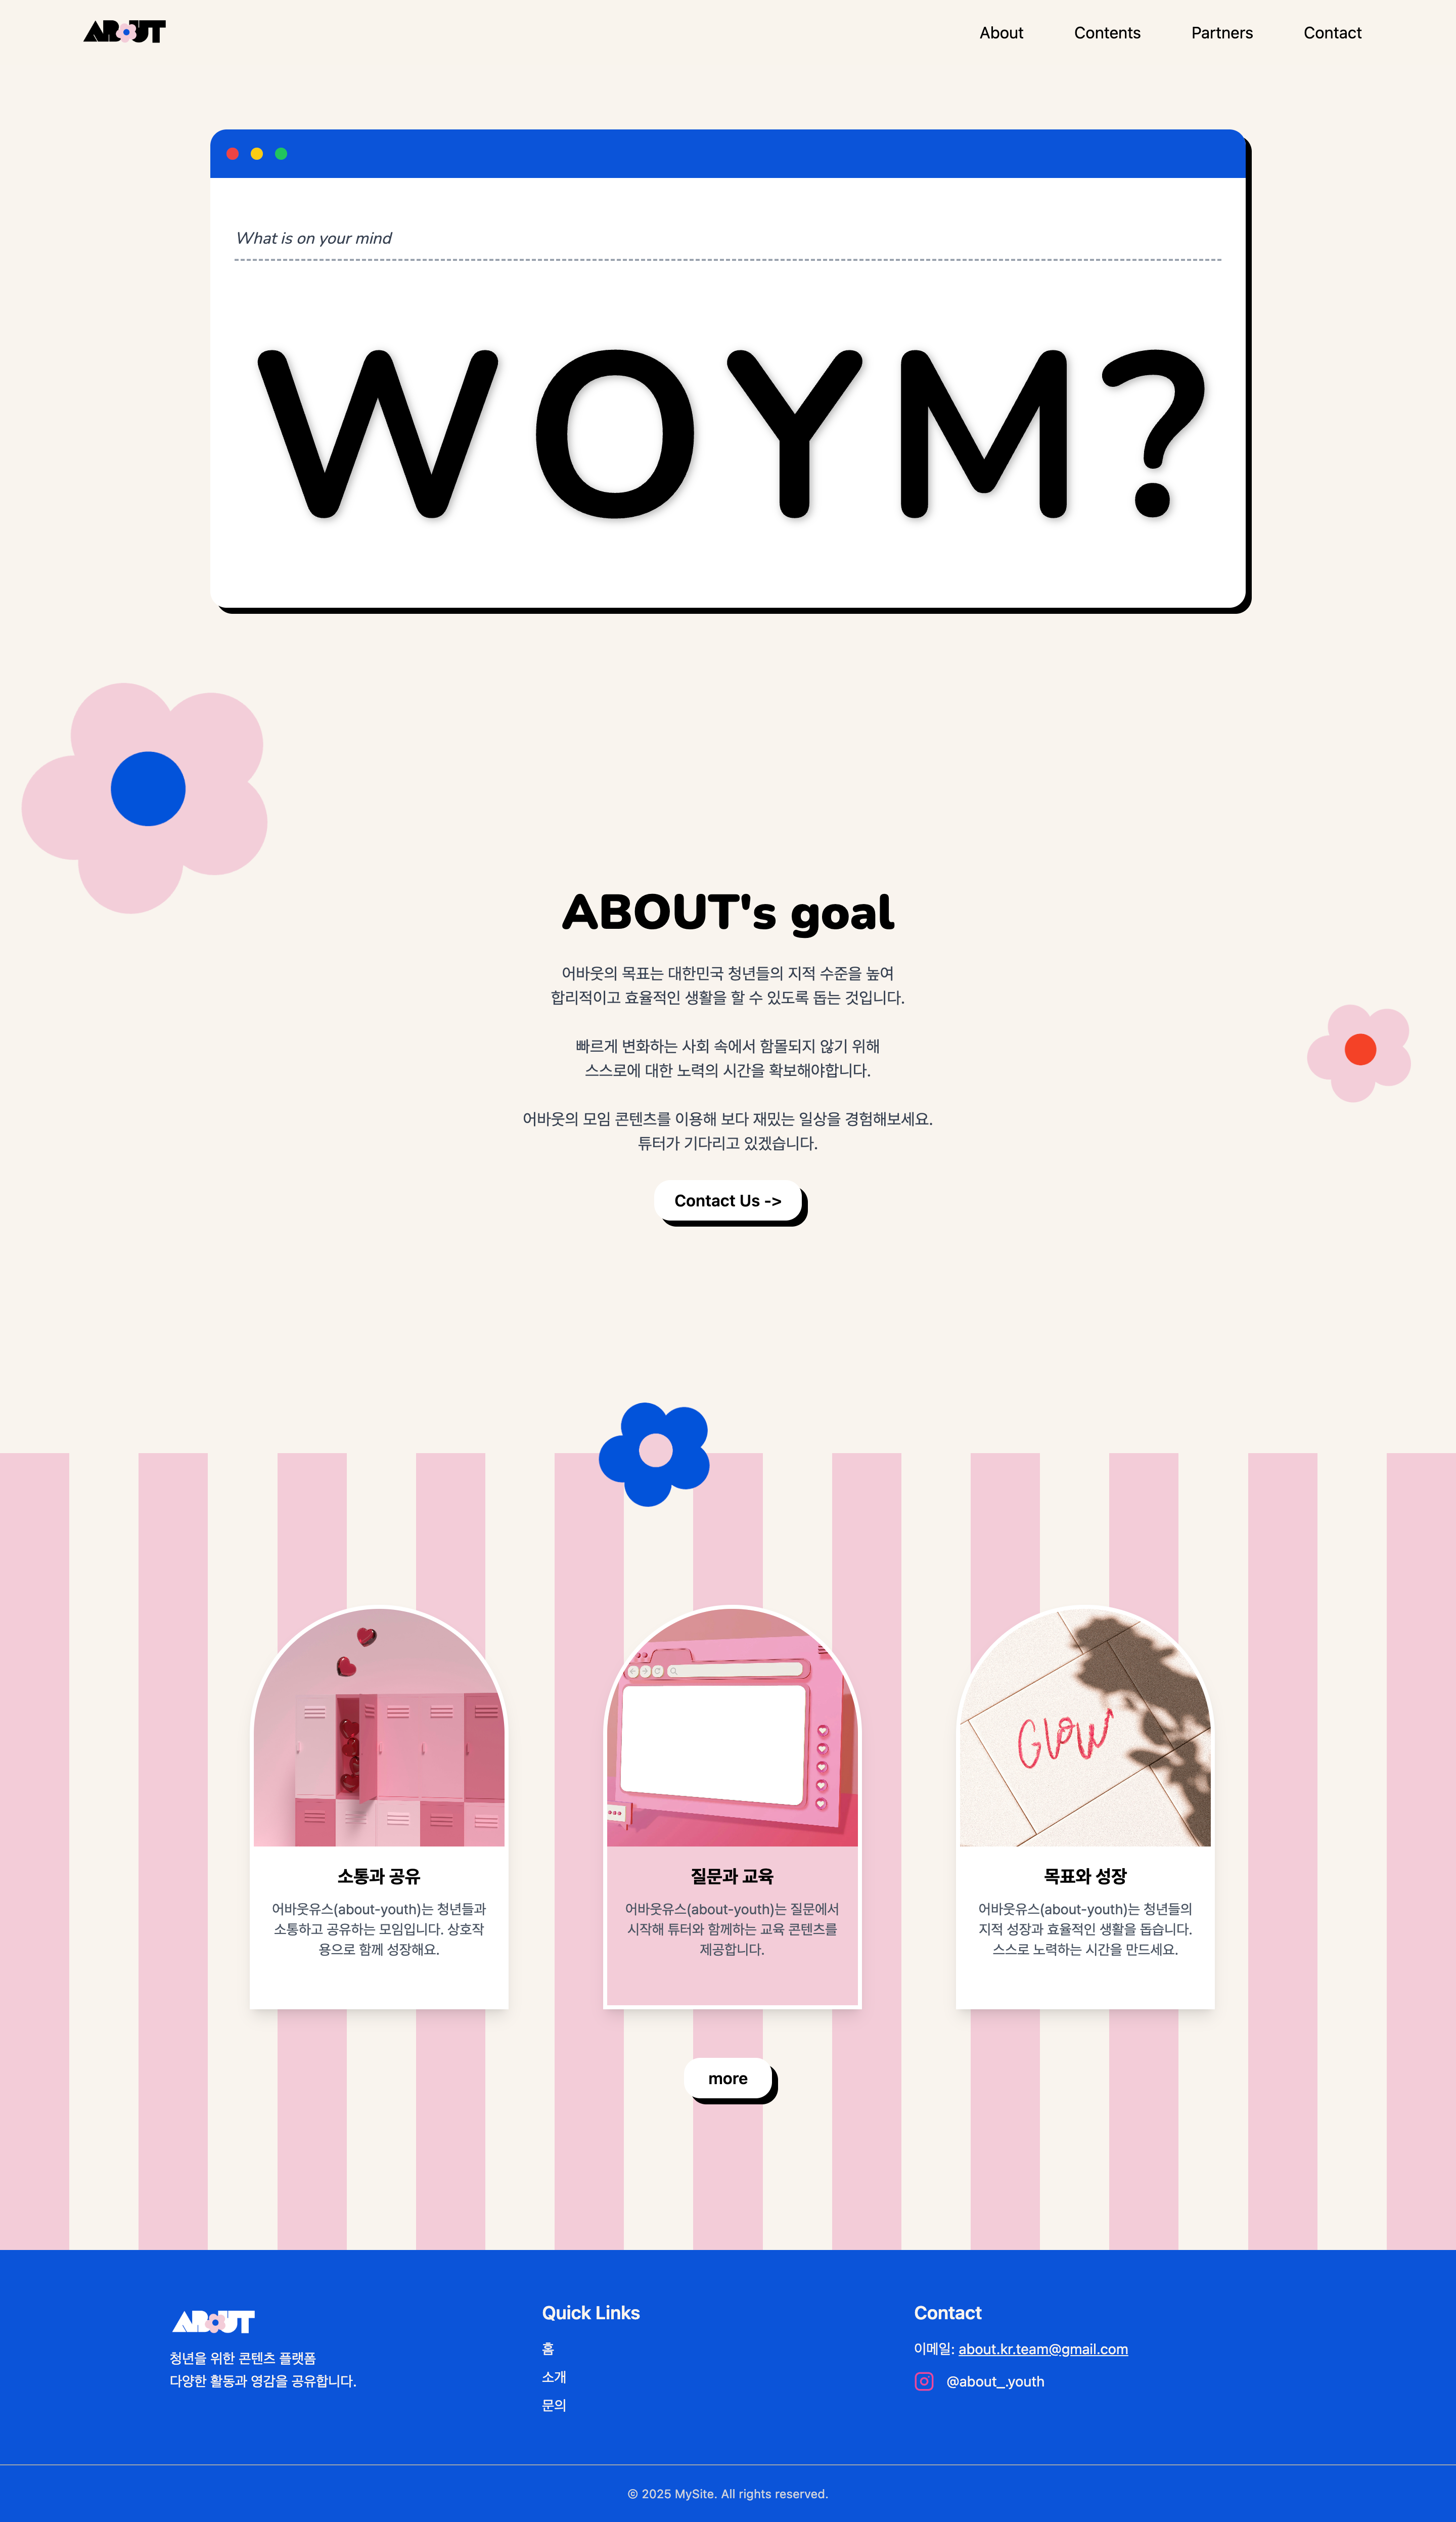 ABOUT
About Contents Partners Contact
What is on your mind
WOYM?
ABOUT's goal
어바웃의 목표는 대한민국 청년들의 지적 수준을 높여
합리적이고 효율적인 생활을 할 수 있도록 돕는 것입니다.
빠르게 변화하는 사회 속에서 함몰되지 않기 위해
스스로에 대한 노력의 시간을 확보해야합니다.
어바웃의 모임 콘텐츠를 이용해 보다 재밌는 일상을 경험해보세요.
튜터가 기다리고 있겠습니다.
Contact Us ->
소통과 공유
어바웃유스(about-youth)는 청년들과
소통하고 공유하는 모임입니다. 상호작
용으로 함께 성장해요.
질문과 교육
어바웃유스(about-youth)는 질문에서
시작해 튜터와 함께하는 교육 콘텐츠를
제공합니다.
Glow
목표와 성장
어바웃유스(about-youth)는 청년들의
지적 성장과 효율적인 생활을 돕습니다.
스스로 노력하는 시간을 만드세요.
more
ABOUT
청년을 위한 콘텐츠 플랫폼
다양한 활동과 영감을 공유합니다.
Quick Links
홈
소개
문의
Contact
이메일: about.kr.team@gmail.com
@about_.youth
© 2025 MySite. All rights reserved.